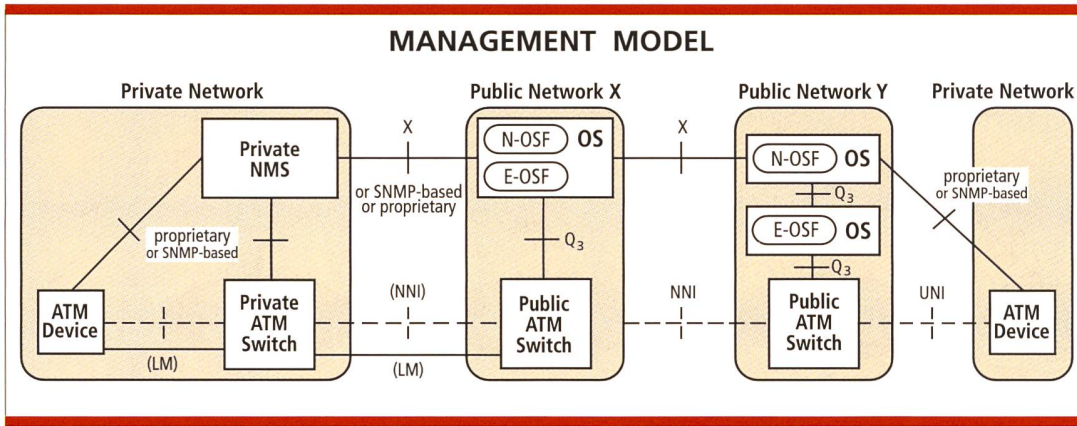 MANAGEMENT MODEL
Private Network
Public Network X
Public Network Y
Private Network
Private
NMS
X
or SNMP-based
or proprietary
N-OSF OS
E-OSF
X
N-OSF OS
Q3
E-OSF OS
Q3
proprietary
or SNMP-based
proprietary
or SNMP-based
Q3
ATM
Device
(LM)
Private
ATM
Switch
(NNI)
(LM)
Public
ATM
Switch
NNI
Public
ATM
Switch
UNI
ATM
Device